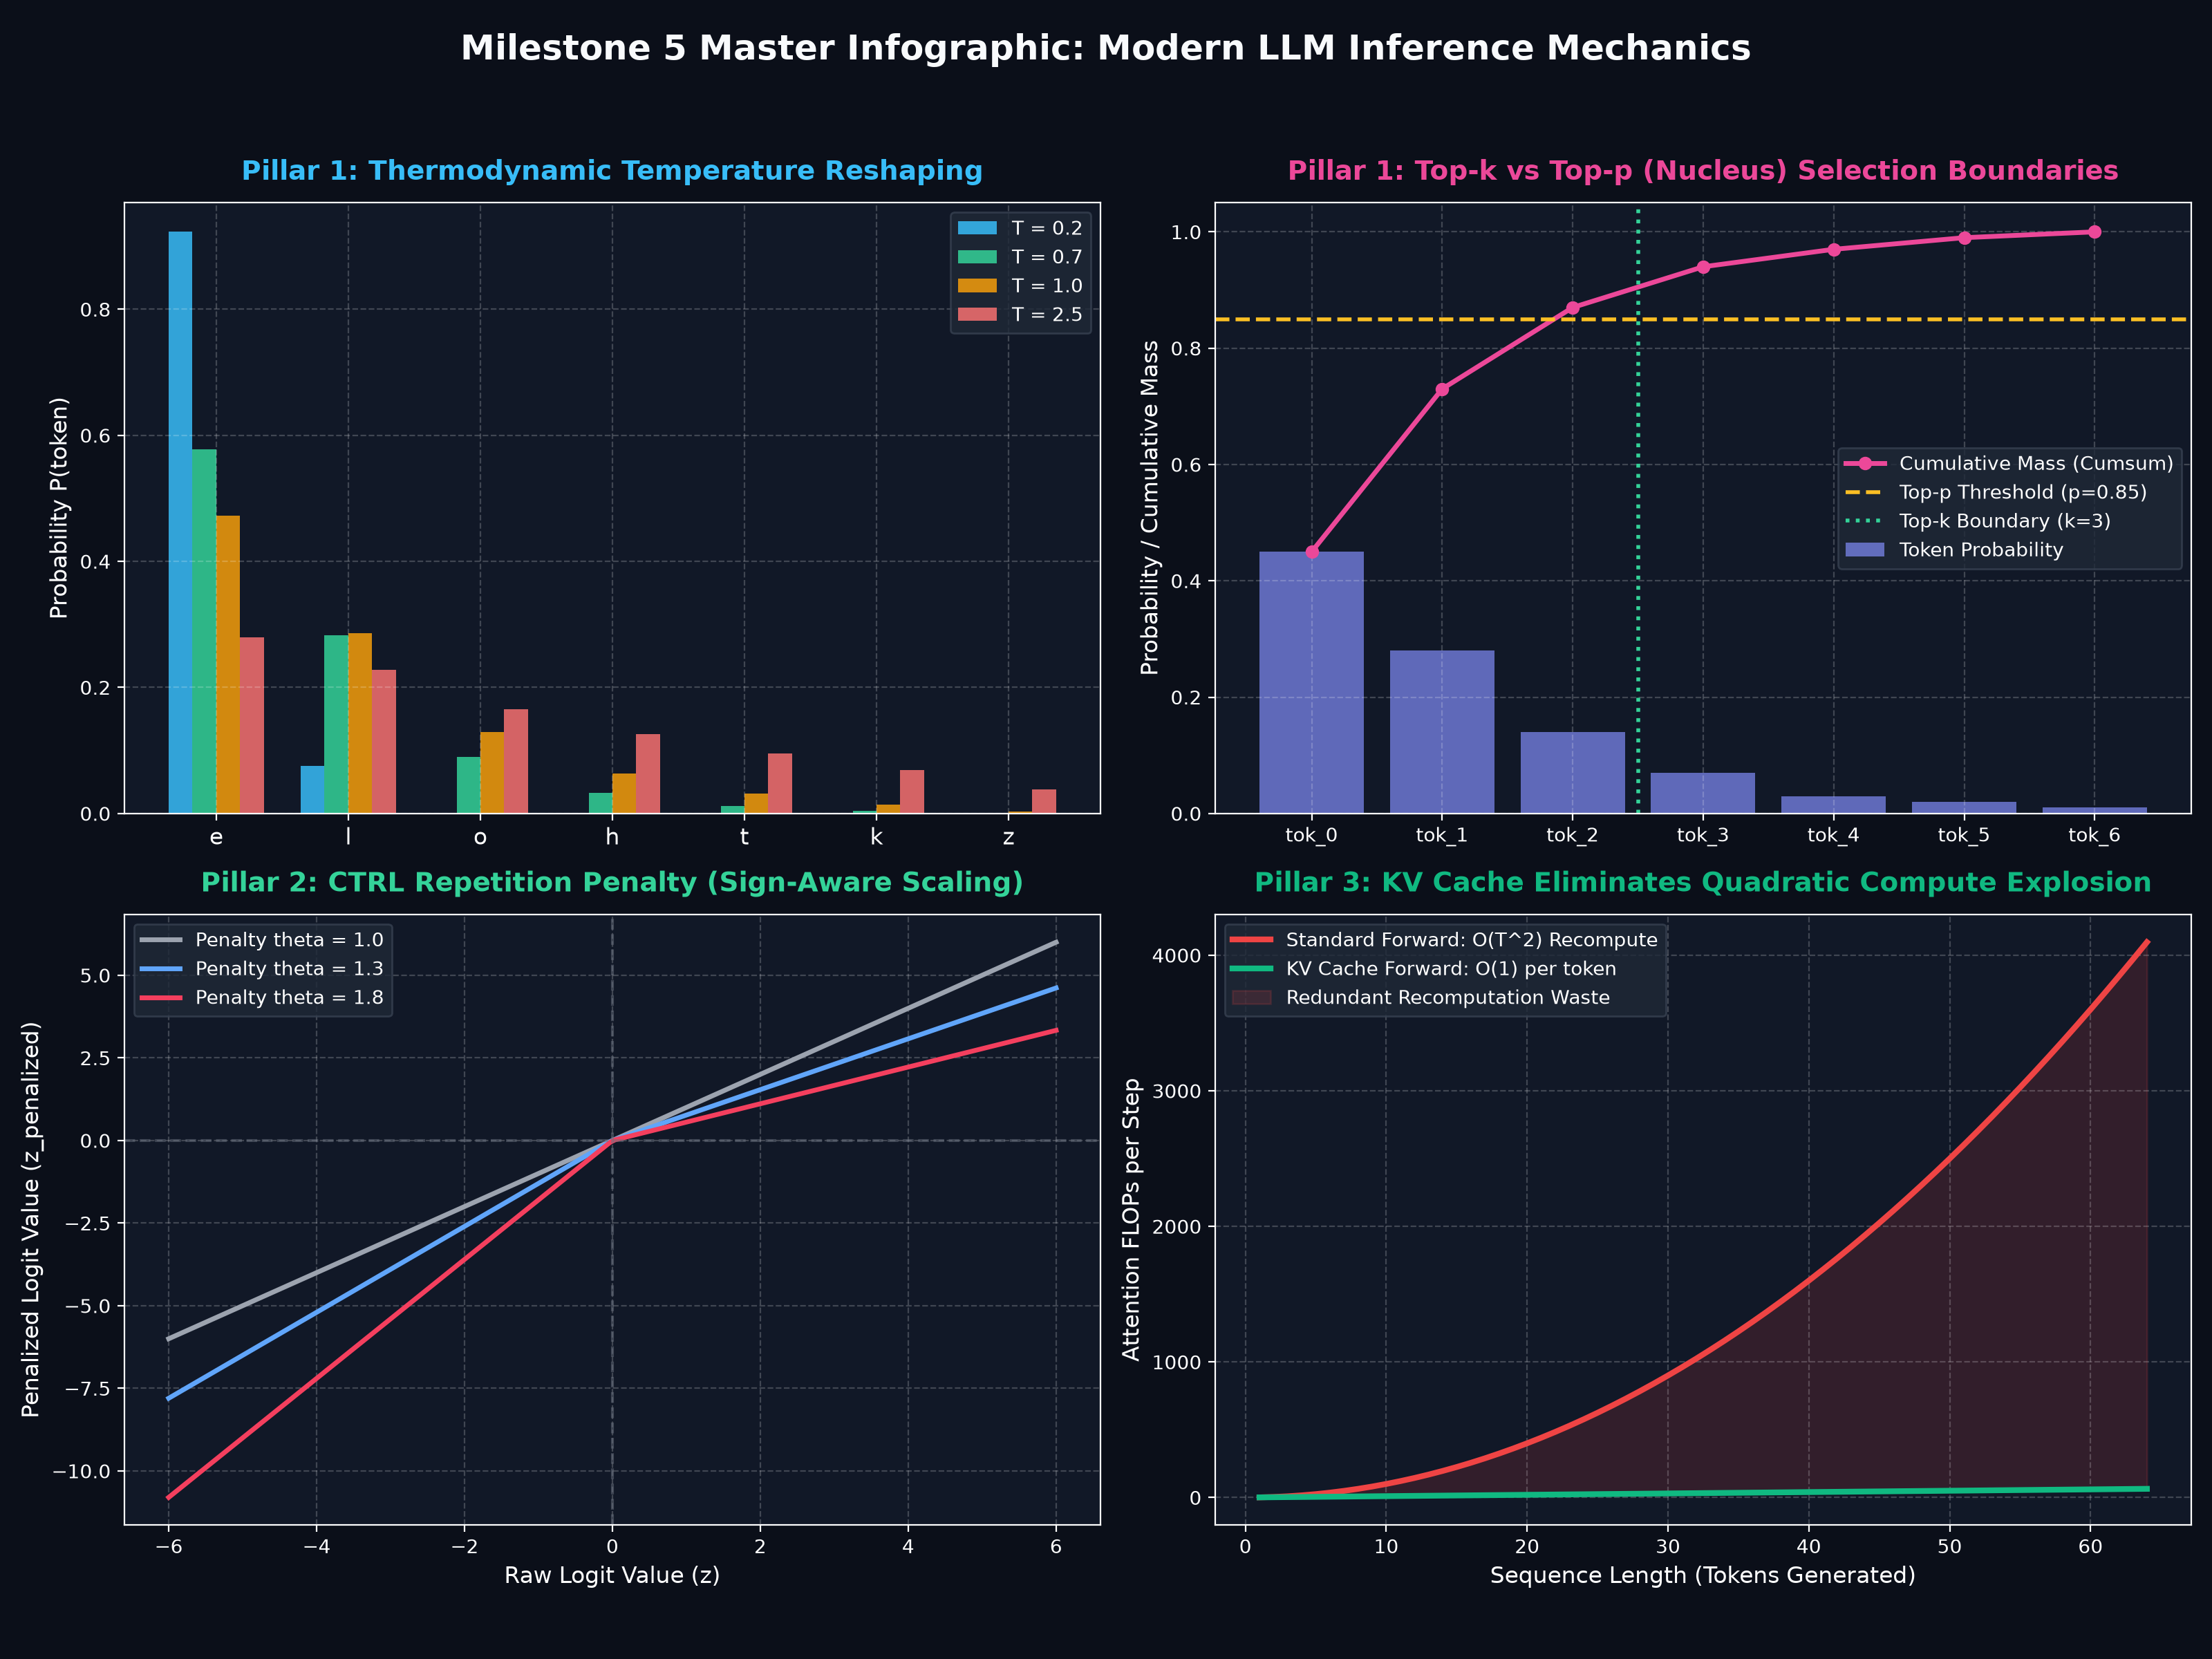 Milestone 5 Master Infographic: Modern LLM Inference Mechanics
Pillar 1: Thermodynamic Temperature Reshaping
Probability P(token)
0.8
0.6
0.4
0.2
0.0
T = 0.2
T = 0.7
T = 1.0
T = 2.5
e l o h t k z
Pillar 1: Top-k vs Top-p (Nucleus) Selection Boundaries
Probability / Cumulative Mass
1.0
0.8
0.6
0.4
0.2
0.0
Cumulative Mass (Cumsum)
Top-p Threshold (p=0.85)
Top-k Boundary (k=3)
Token Probability
tok_0 tok_1 tok_2 tok_3 tok_4 tok_5 tok_6
Pillar 2: CTRL Repetition Penalty (Sign-Aware Scaling)
Penalized Logit Value (z_penalized)
Penalty theta = 1.0
Penalty theta = 1.3
Penalty theta = 1.8
5.0
2.5
0.0
−2.5
−5.0
−7.5
−10.0
−6 −4 −2 0 2 4 6
Raw Logit Value (z)
Pillar 3: KV Cache Eliminates Quadratic Compute Explosion
Attention FLOPs per Step
Standard Forward: O(T^2) Recompute
KV Cache Forward: O(1) per token
Redundant Recomputation Waste
4000
3000
2000
1000
0
0 10 20 30 40 50 60
Sequence Length (Tokens Generated)